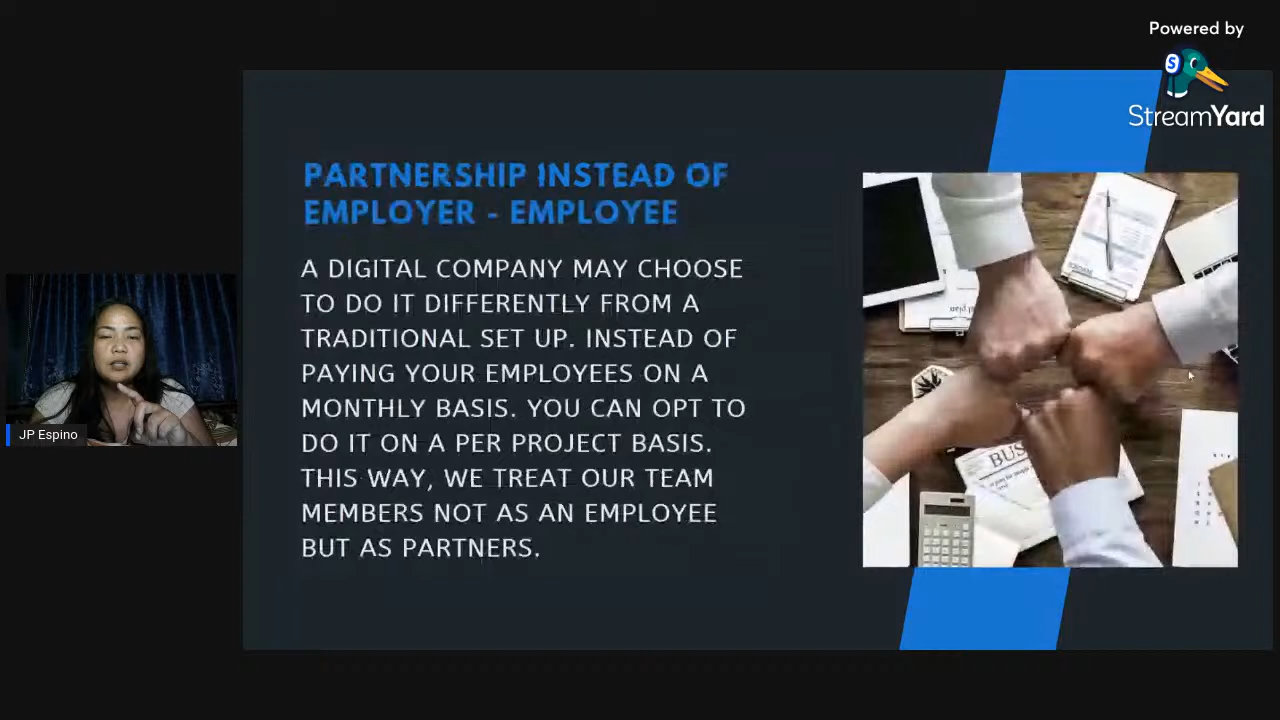 Powered by
StreamYard
PARTNERSHIP INSTEAD OF
EMPLOYER - EMPLOYEE
A DIGITAL COMPANY MAY CHOOSE
TO DO IT DIFFERENTLY FROM A
TRADITIONAL SET UP. INSTEAD OF
PAYING YOUR EMPLOYEES ON A
MONTHLY BASIS. YOU CAN OPT TO
DO IT ON A PER PROJECT BASIS.
THIS WAY, WE TREAT OUR TEAM
MEMBERS NOT AS AN EMPLOYEE
BUT AS PARTNERS.
JP Espino
BUS